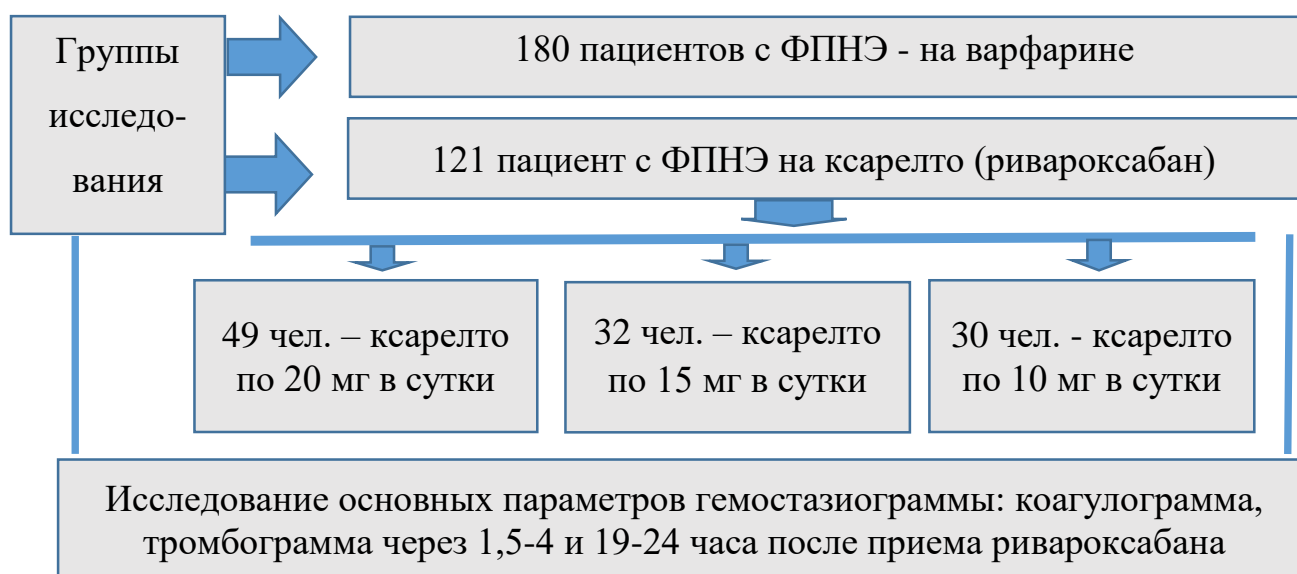 Группы
исследо-
вания
180 пациентов с ФПНЭ - на варфарине
121 пациент с ФПНЭ на ксарелто (ривароксабан)
49 чел. – ксарелто
по 20 мг в сутки
32 чел. – ксарелто
по 15 мг в сутки
30 чел. - ксарелто
по 10 мг в сутки
Исследование основных параметров гемостазиограммы: коагулограмма,
тромбограмма через 1,5-4 и 19-24 часа после приема ривароксабана